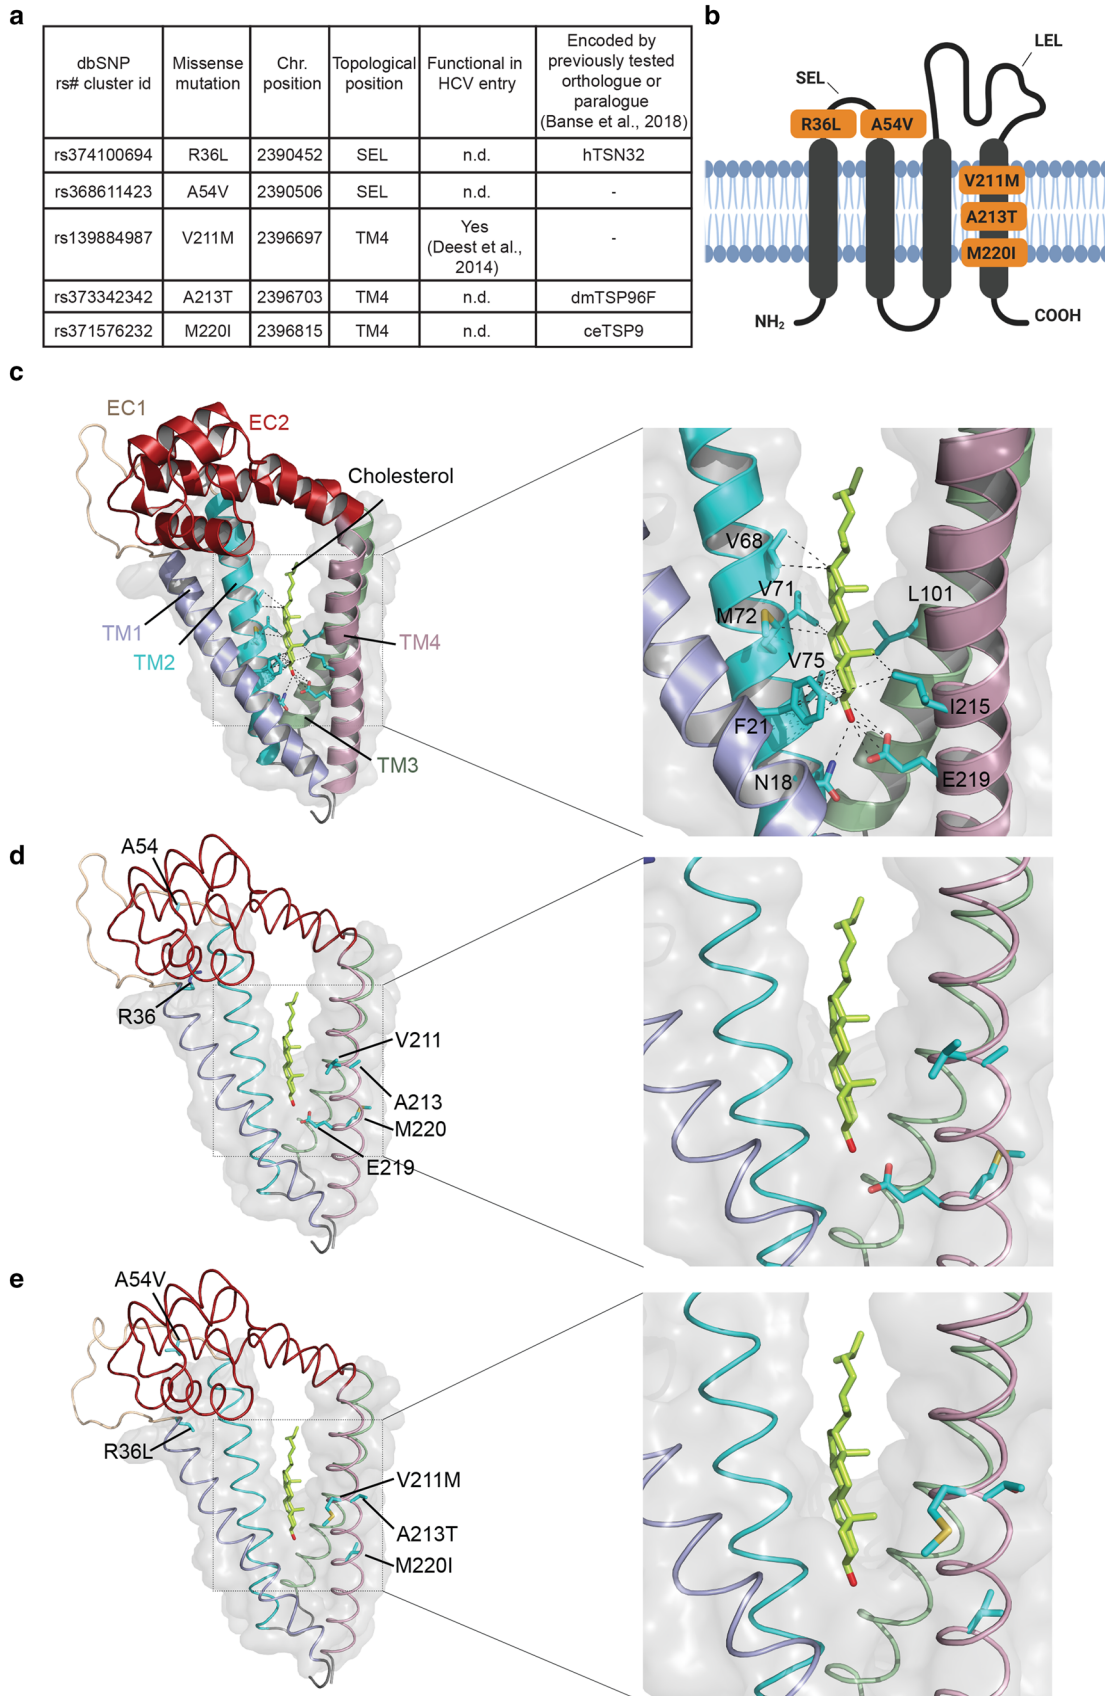 a
dbSNP
rs# cluster id
Missense
mutation
Chr.
position
Topological
position
Functional in
HCV entry
Encoded by
previously tested
orthologue or
paralogue
(Banse et al., 2018)
rs374100694 R36L 2390452 SEL n.d. hTSN32
rs368611423 A54V 2390506 SEL n.d. -
rs139884987 V211M 2396697 TM4 Yes
(Deest et al.,
2014)
-
rs373342342 A213T 2396703 TM4 n.d. dmTSP96F
rs371576232 M220I 2396815 TM4 n.d. ceTSP9
b
LEL
SEL
R36L A54V
V211M
A213T
M220I
NH2
COOH
c
EC1
EC2
Cholesterol
TM1
TM2
TM4
TM3
V68
V71
L101
M72
V75
I215
F21
N18
E219
d
A54
R36
V211
A213
M220
E219
e
A54V
R36L
V211M
A213T
M220I